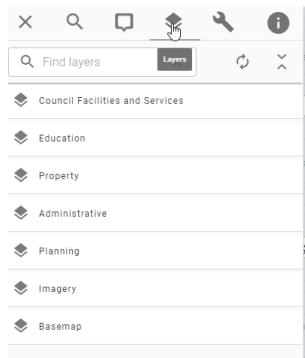 Find layers
Layers
Council Facilities and Services
Education
Property
Administrative
Planning
Imagery
Basemap